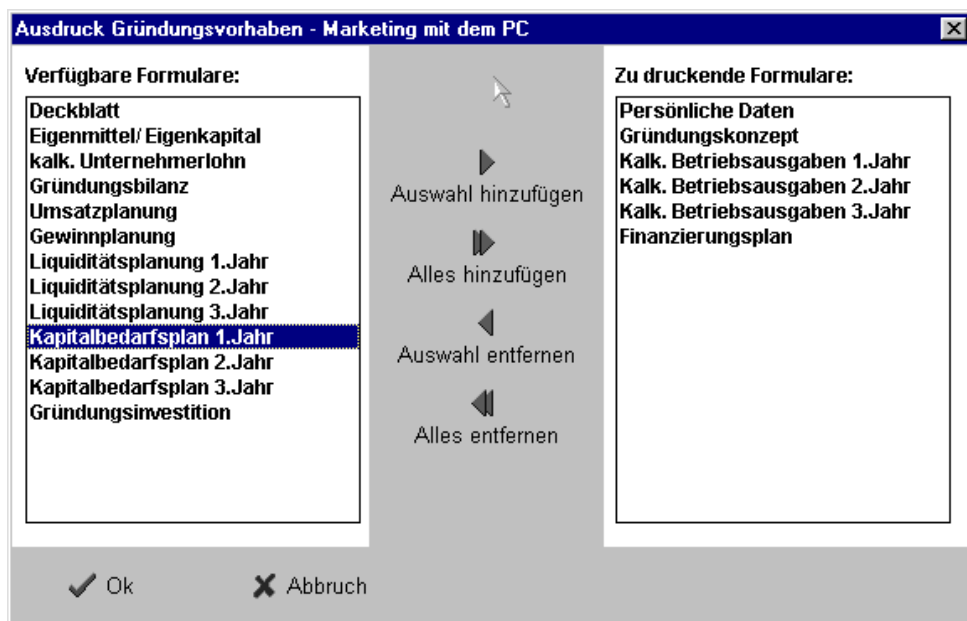 Ausdruck Gründungsvorhaben - Marketing mit dem PC
Verfügbare Formulare:
Deckblatt
Eigenmittel/ Eigenkapital
kalk. Unternehmerlohn
Gründungsbilanz
Umsatzplanung
Gewinnplanung
Liquiditätsplanung 1.Jahr
Liquiditätsplanung 2.Jahr
Liquiditätsplanung 3.Jahr
Kapitalbedarfsplan 1.Jahr
Kapitalbedarfsplan 2.Jahr
Kapitalbedarfsplan 3.Jahr
Gründungsinvestition
Auswahl hinzufügen
Alles hinzufügen
Auswahl entfernen
Alles entfernen
Zu druckende Formulare:
Persönliche Daten
Gründungskonzept
Kalk. Betriebsausgaben 1.Jahr
Kalk. Betriebsausgaben 2.Jahr
Kalk. Betriebsausgaben 3.Jahr
Finanzierungsplan
Ok
Abbruch